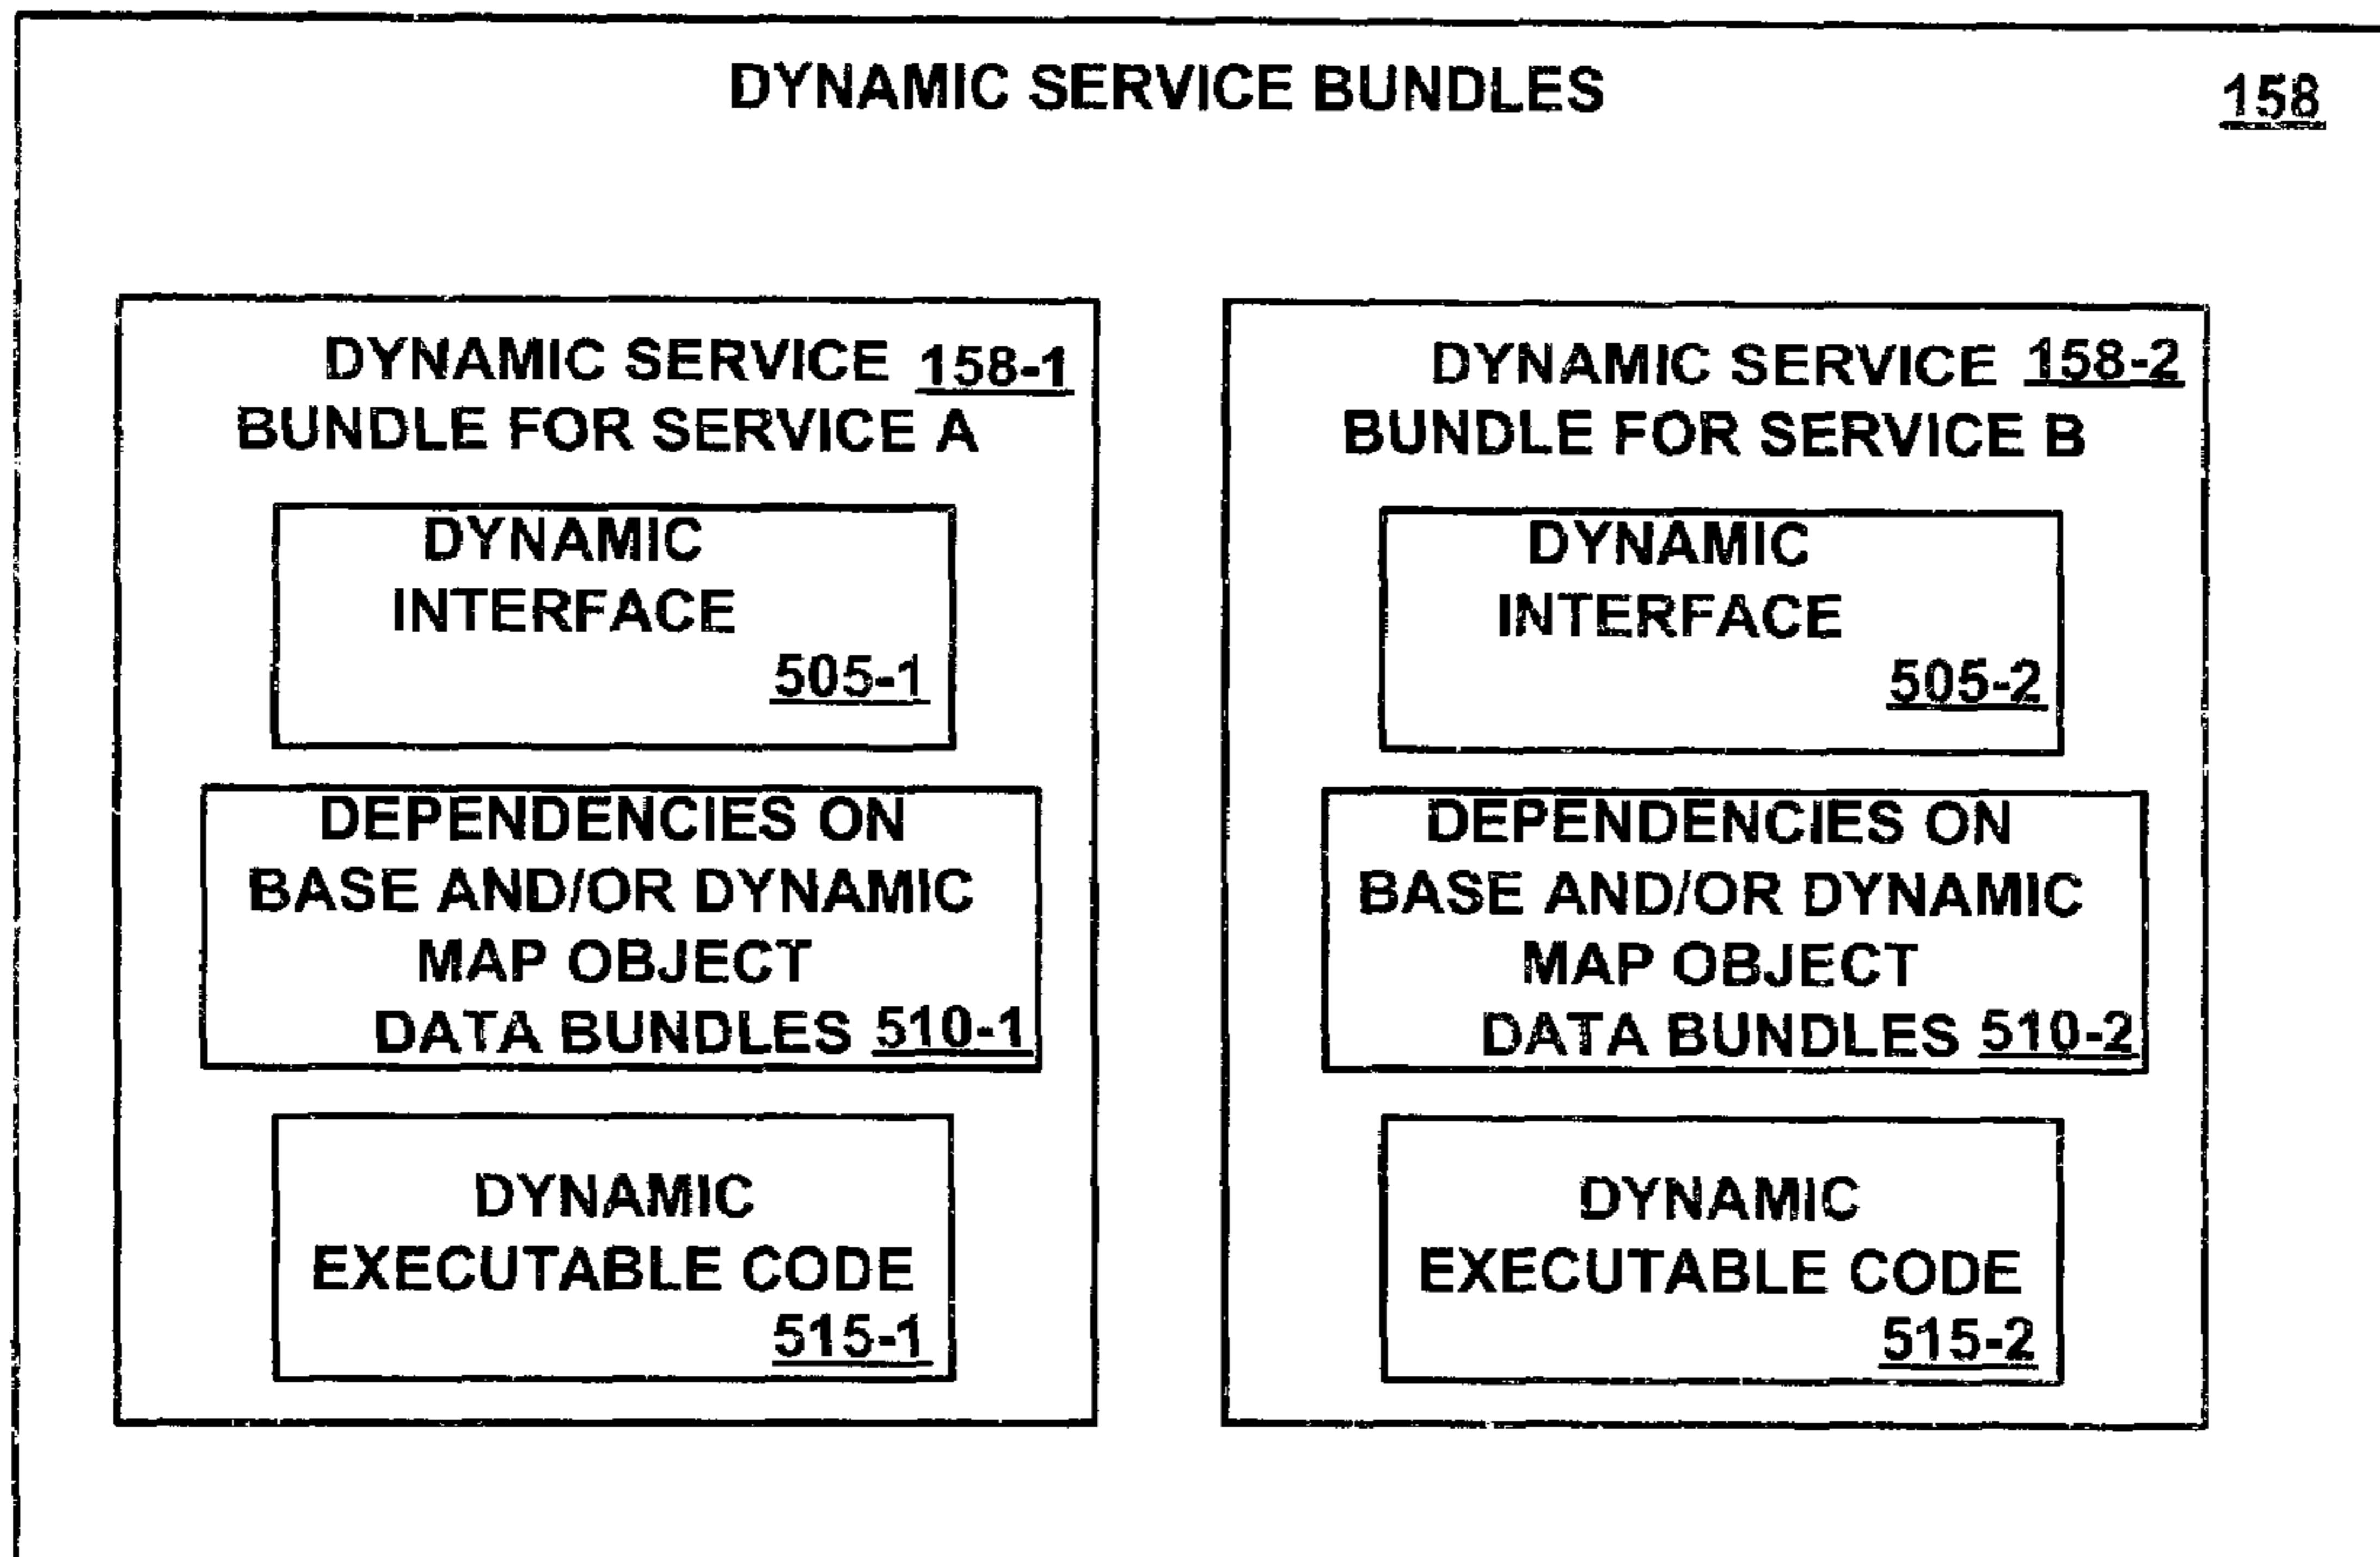 DYNAMIC SERVICE BUNDLES 158
DYNAMIC SERVICE 158-1
BUNDLE FOR SERVICE A
DYNAMIC
INTERFACE
505-1
DEPENDENCIES ON
BASE AND/OR DYNAMIC
MAP OBJECT
DATA BUNDLES 510-1
DYNAMIC
EXECUTABLE CODE
515-1
DYNAMIC SERVICE 158-2
BUNDLE FOR SERVICE B
DYNAMIC
INTERFACE
505-2
DEPENDENCIES ON
BASE AND/OR DYNAMIC
MAP OBJECT
DATA BUNDLES 510-2
DYNAMIC
EXECUTABLE CODE
515-2